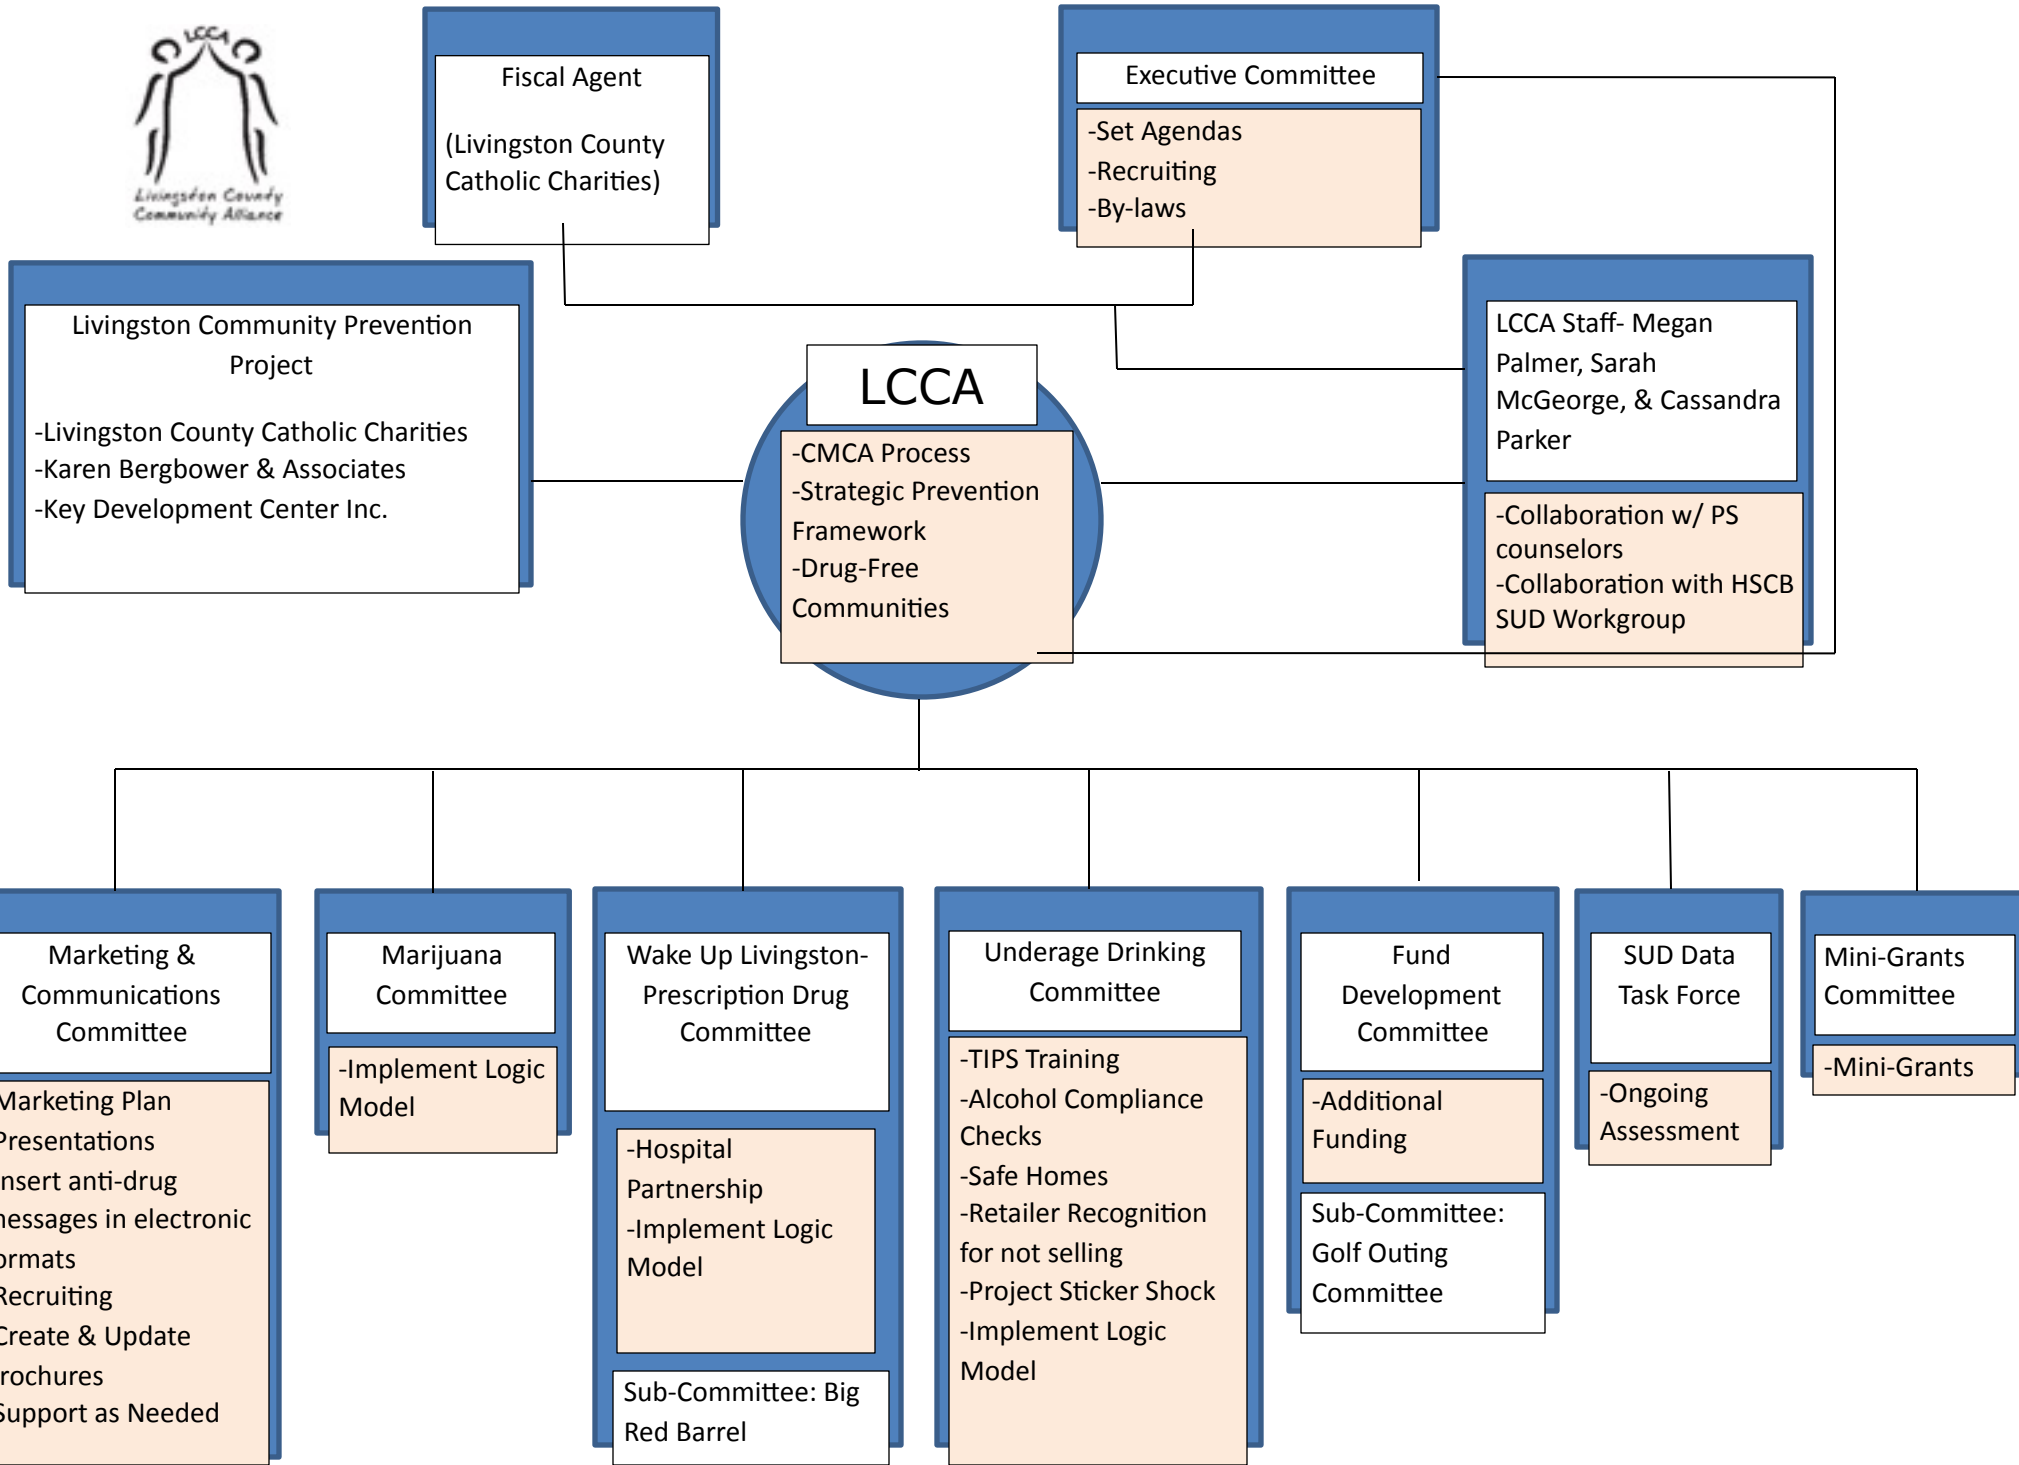 LCCA
Livingston County
Community Alliance
Fiscal Agent
(Livingston County
Catholic Charities)
Executive Committee
-Set Agendas
-Recruiting
-By-laws
Livingston Community Prevention
Project
-Livingston County Catholic Charities
-Karen Bergbower & Associates
-Key Development Center Inc.
LCCA
-CMCA Process
-Strategic Prevention
Framework
-Drug-Free
Communities
LCCA Staff- Megan
Palmer, Sarah
McGeorge, & Cassandra
Parker
-Collaboration w/ PS
counselors
-Collaboration with HSCB
SUD Workgroup
Marketing &
Communications
Committee
Marketing Plan
Presentations
nsert anti-drug
messages in electronic
ormats
Recruiting
Create & Update
rochures
Support as Needed
Marijuana
Committee
-Implement Logic
Model
Wake Up Livingston-
Prescription Drug
Committee
-Hospital
Partnership
-Implement Logic
Model
Sub-Committee: Big
Red Barrel
Underage Drinking
Committee
-TIPS Training
-Alcohol Compliance
Checks
-Safe Homes
-Retailer Recognition
for not selling
-Project Sticker Shock
-Implement Logic
Model
Fund
Development
Committee
-Additional
Funding
Sub-Committee:
Golf Outing
Committee
SUD Data
Task Force
-Ongoing
Assessment
Mini-Grants
Committee
-Mini-Grants